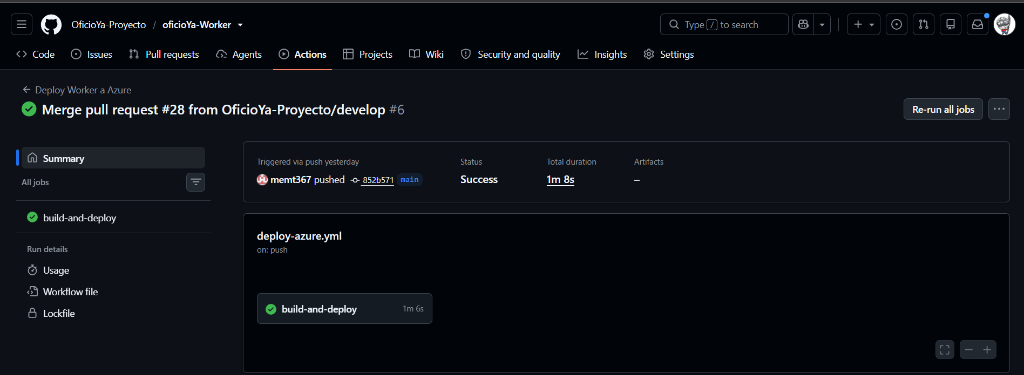 OficioYa-Proyecto / oficioYa-Worker
Type / to search
Code Issues Pull requests Agents Actions Projects Wiki Security and quality Insights Settings
← Deploy Worker a Azure
Merge pull request #28 from OficioYa-Proyecto/develop #6
Re-run all jobs
Summary
All jobs
build-and-deploy
Run details
Usage
Workflow file
Lockfile
Triggered via push yesterday
memt367 pushed 852b571 main
Status
Success
Total duration
1m 8s
Artifacts
–
deploy-azure.yml
on: push
build-and-deploy 1m 6s